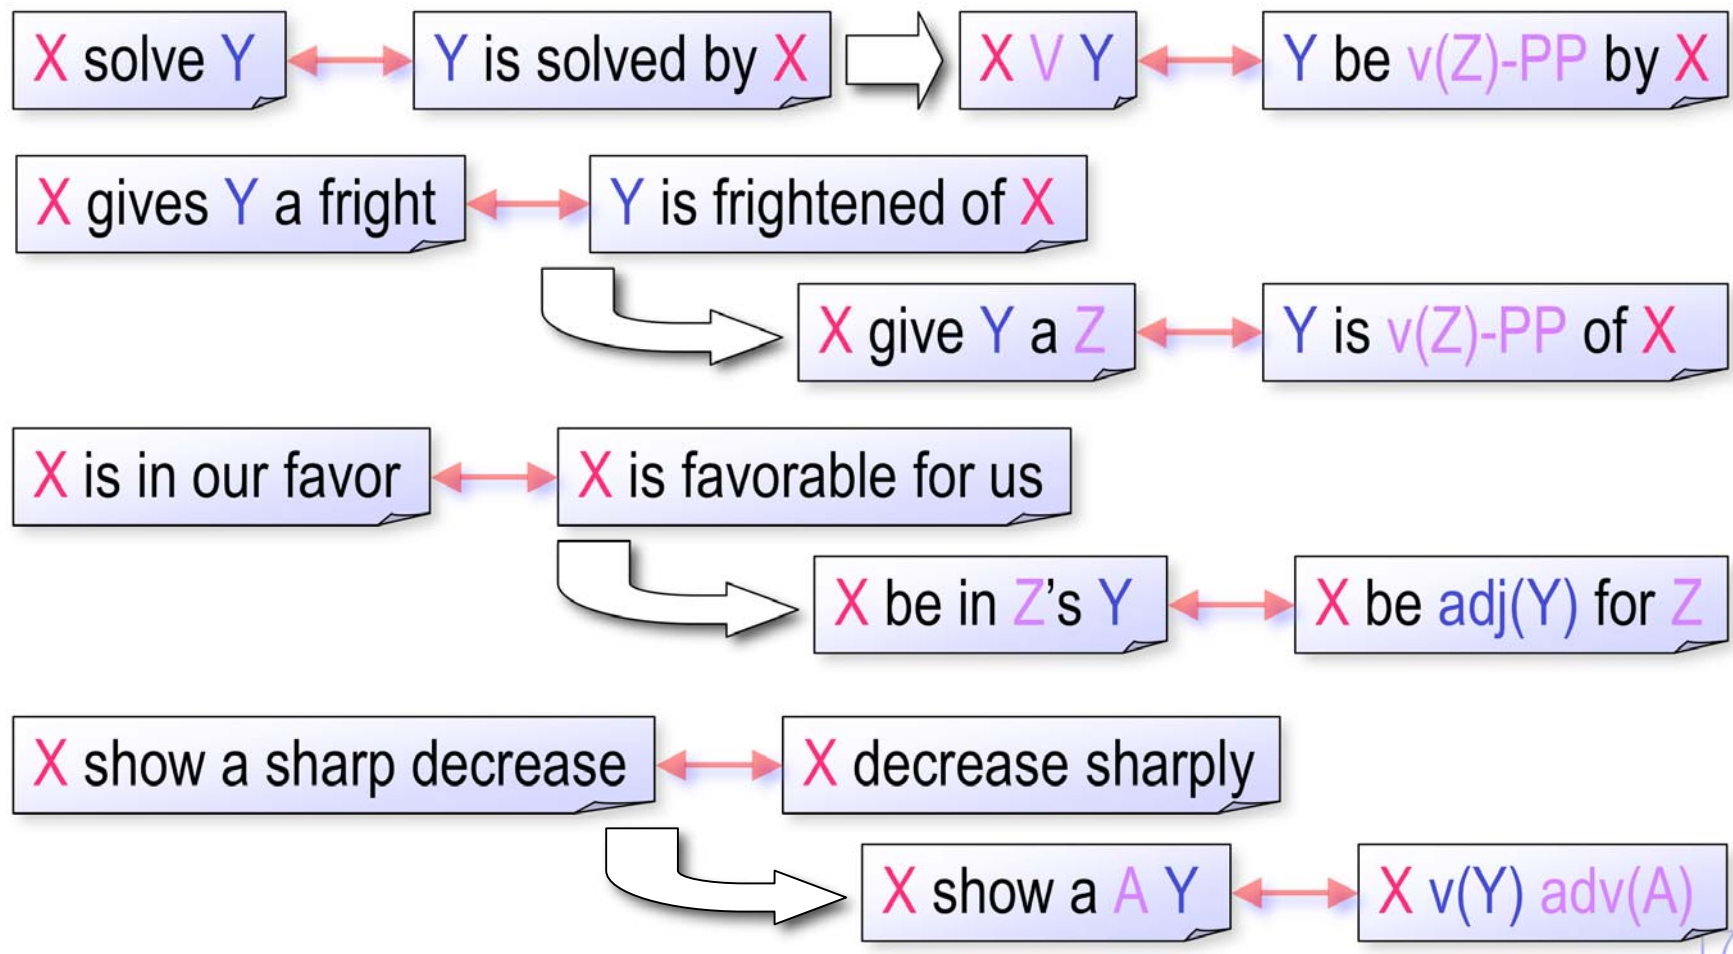 X solve Y Y is solved by X X V Y Y be v(Z)-PP by X
X gives Y a fright Y is frightened of X
X give Y a Z Y is v(Z)-PP of X
X is in our favor X is favorable for us
X be in Z's Y X be adj(Y) for Z
X show a sharp decrease X decrease sharply
X show a A Y X v(Y) adv(A)